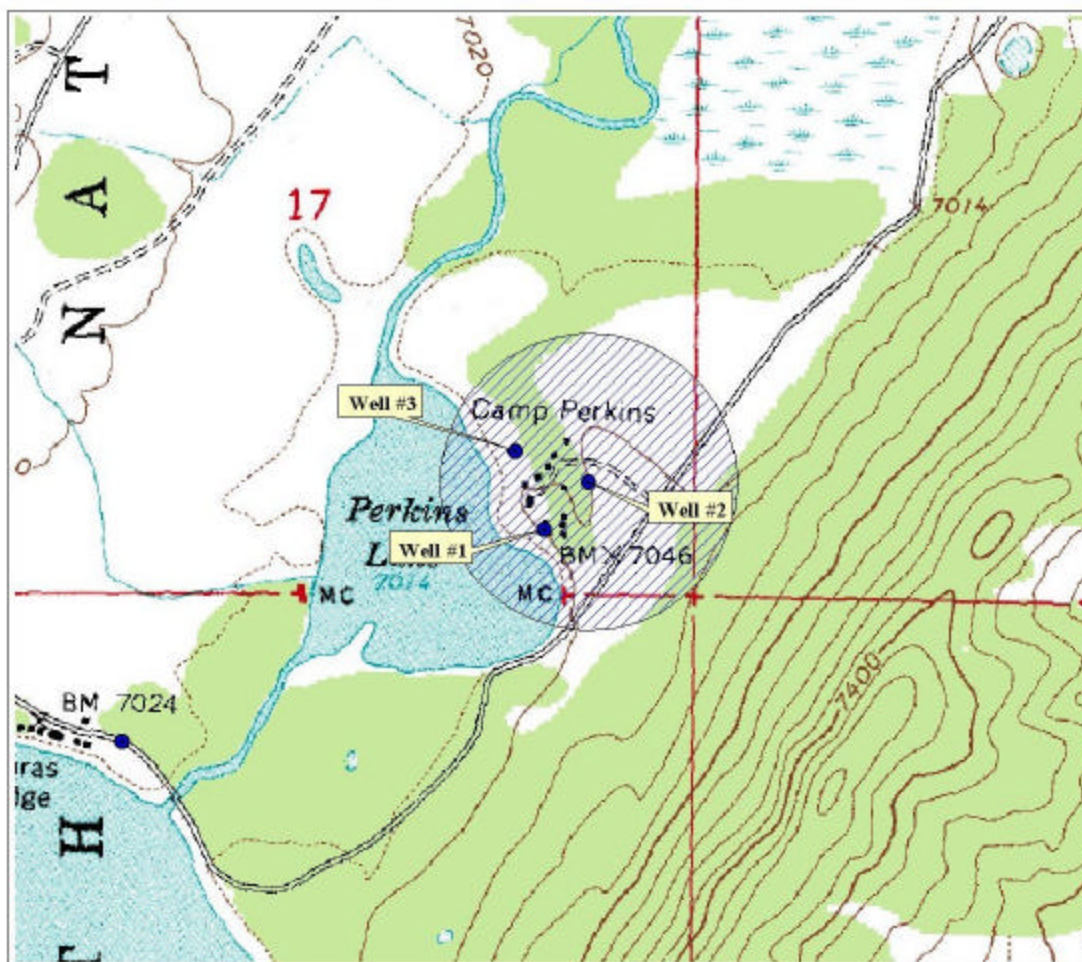 T
A
N
H
T
7020
17
7014
Well #3
Camp Perkins
Well #2
Perkins
Well #1
BM × 7046
7014
MC
MC
BM 7024
7400